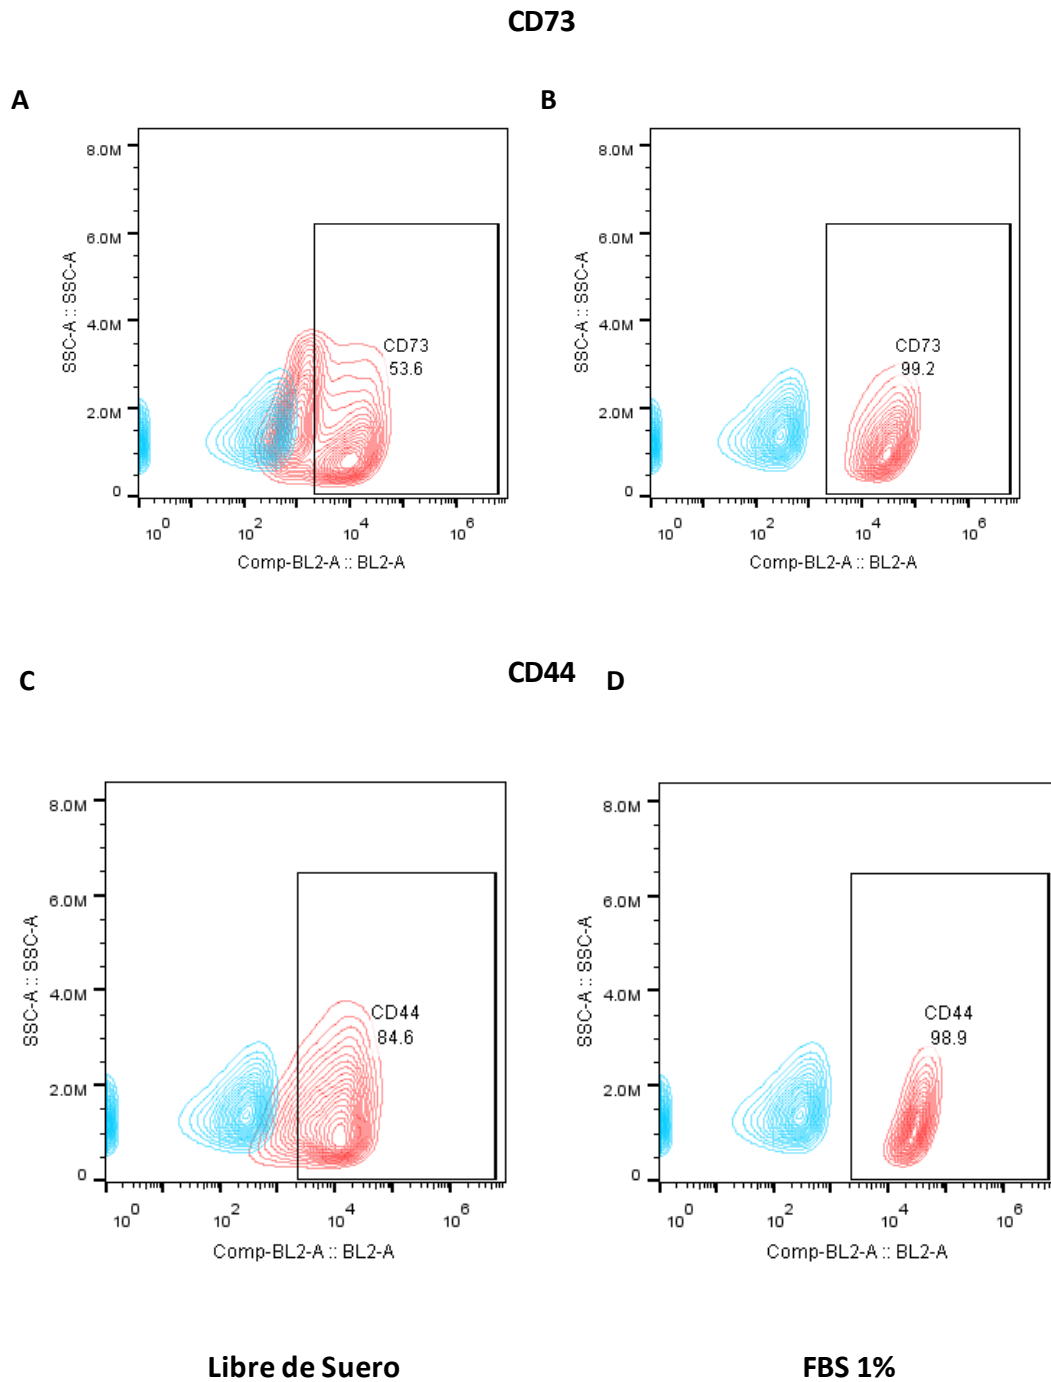 CD73
A
B
8.0M
6.0M
4.0M
2.0M
0
SSC-A :: SSC-A
CD73
53.6
10^0
10^2
10^4
10^6
Comp-BL2-A :: BL2-A
8.0M
6.0M
4.0M
2.0M
0
SSC-A :: SSC-A
CD73
99.2
10^0
10^2
10^4
10^6
Comp-BL2-A :: BL2-A
CD44
C
D
8.0M
6.0M
4.0M
2.0M
0
SSC-A :: SSC-A
CD44
84.6
10^0
10^2
10^4
10^6
Comp-BL2-A :: BL2-A
8.0M
6.0M
4.0M
2.0M
0
SSC-A :: SSC-A
CD44
98.9
10^0
10^2
10^4
10^6
Comp-BL2-A :: BL2-A
Libre de Suero
FBS 1%